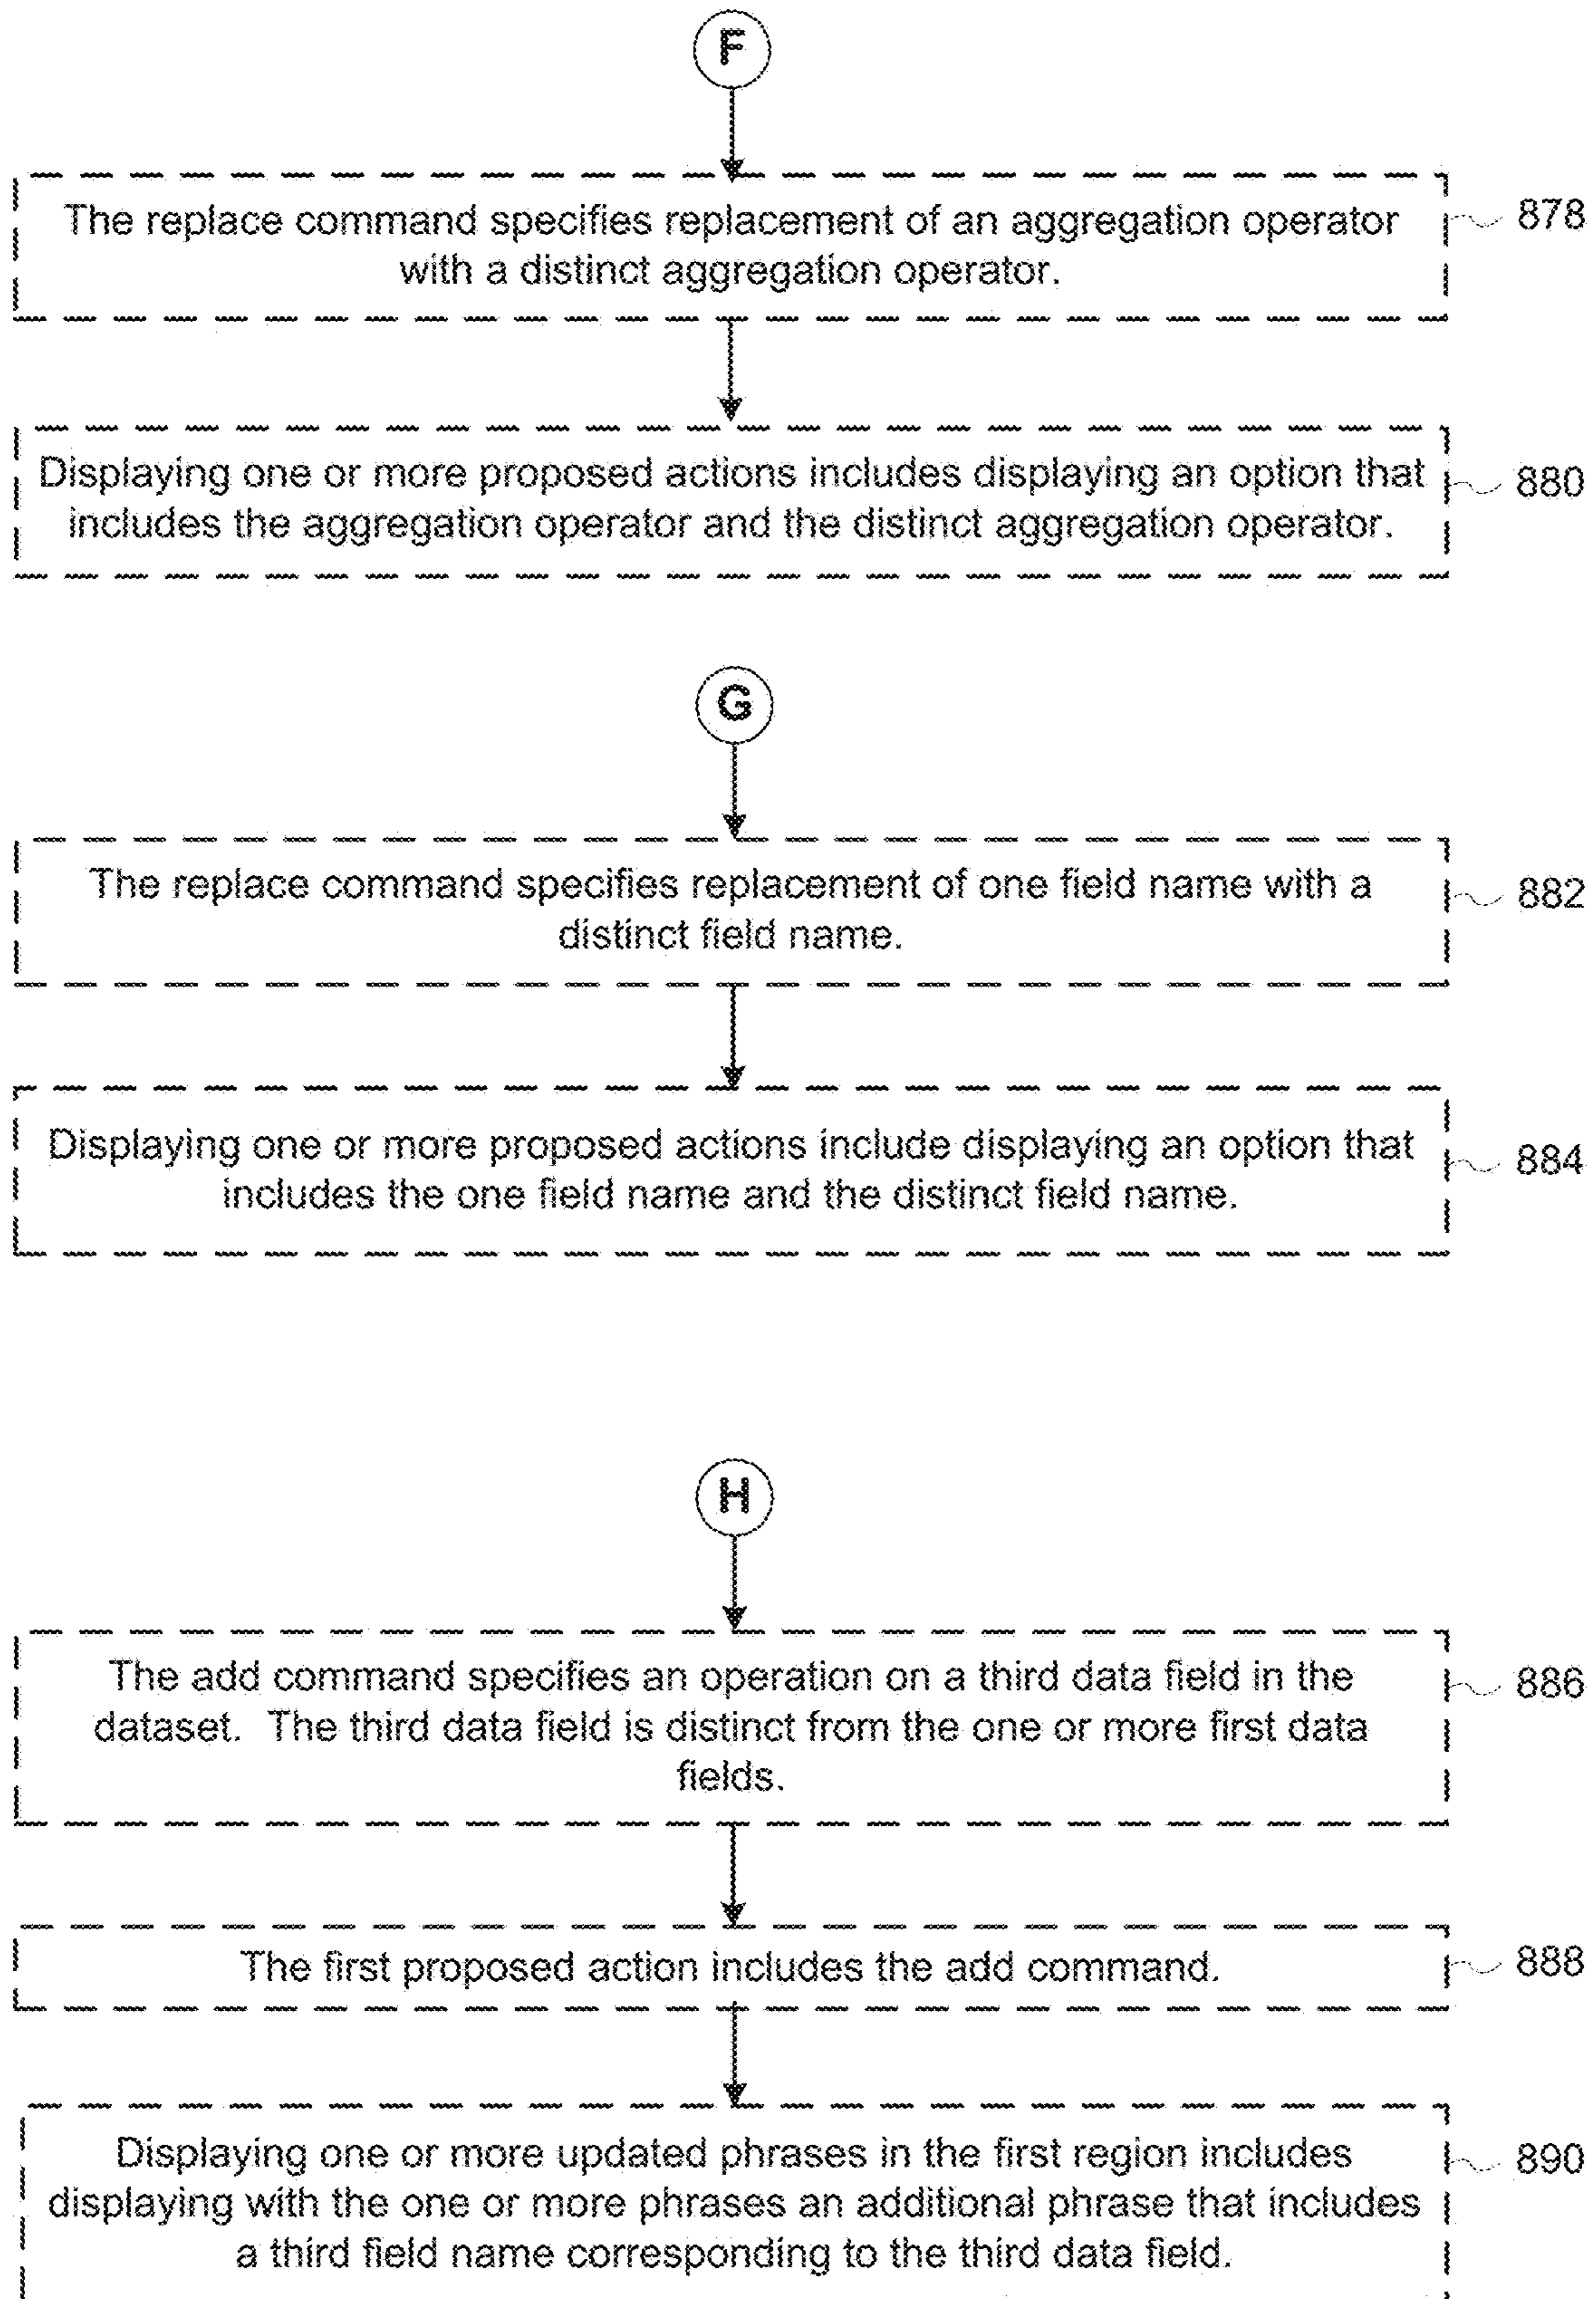 F
The replace command specifies replacement of an aggregation operator
with a distinct aggregation operator.
878
Displaying one or more proposed actions includes displaying an option that
includes the aggregation operator and the distinct aggregation operator.
880
G
The replace command specifies replacement of one field name with a
distinct field name.
882
Displaying one or more proposed actions include displaying an option that
includes the one field name and the distinct field name.
884
H
The add command specifies an operation on a third data field in the
dataset. The third data field is distinct from the one or more first data
fields.
886
The first proposed action includes the add command.
888
Displaying one or more updated phrases in the first region includes
displaying with the one or more phrases an additional phrase that includes
a third field name corresponding to the third data field.
890